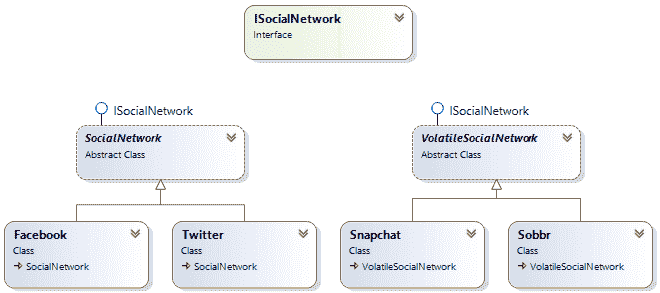 ISocialNetwork
Interface
ISocialNetwork
SocialNetwork
Abstract Class
ISocialNetwork
VolatileSocialNetwork
Abstract Class
Facebook
Class
SocialNetwork
Twitter
Class
SocialNetwork
Snapchat
Class
VolatileSocialNetwork
Sobbr
Class
VolatileSocialNetwork